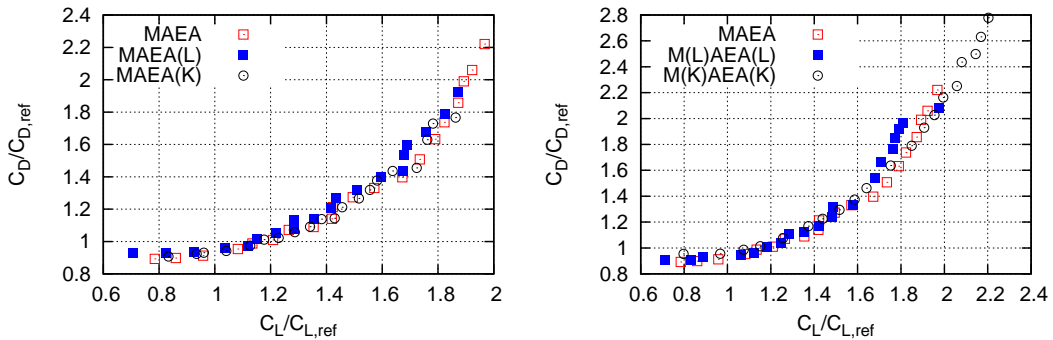 C_D/C_{D,ref}
2.4
2.2
2
1.8
1.6
1.4
1.2
1
0.8
0.6 0.8 1 1.2 1.4 1.6 1.8 2
C_L/C_{L,ref}
MAEA
MAEA(L)
MAEA(K)
C_D/C_{D,ref}
2.8
2.6
2.4
2.2
2
1.8
1.6
1.4
1.2
1
0.8
0.6 0.8 1 1.2 1.4 1.6 1.8 2 2.2 2.4
C_L/C_{L,ref}
MAEA
M(L)AEA(L)
M(K)AEA(K)